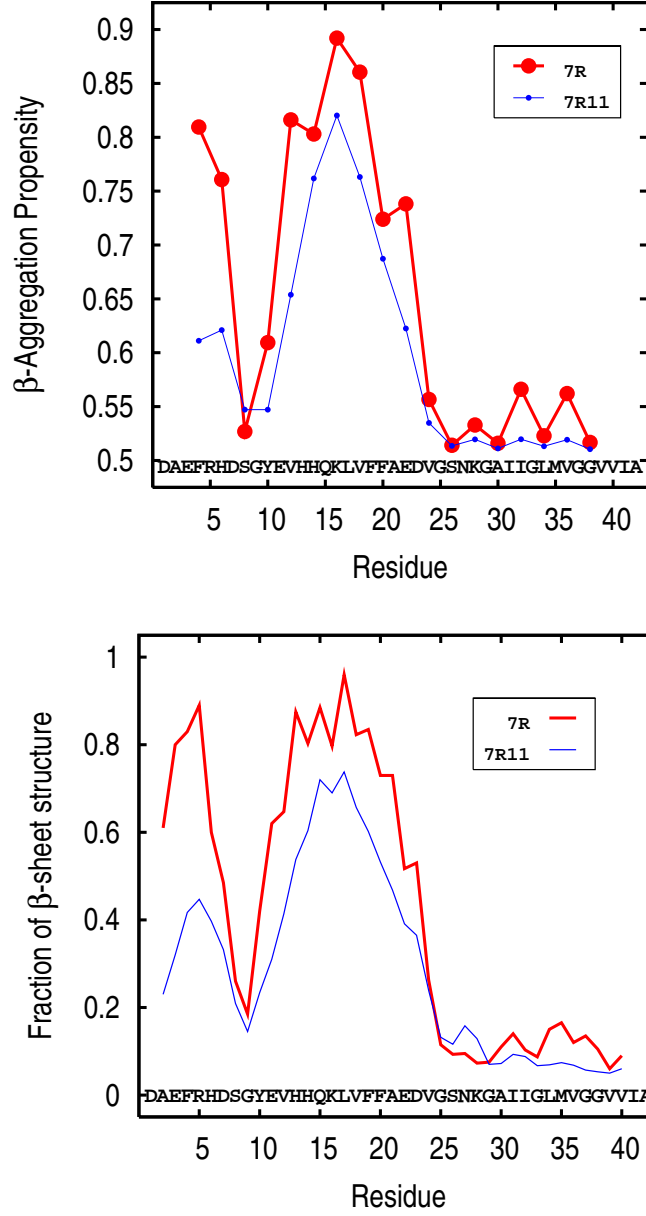 0.9
0.85
0.8
0.75
0.7
0.65
0.6
0.55
0.5
β-Aggregation Propensity
7R
7R11
DAEFRHDSGYEVHHQKLVFFAEDVGSNKGAIIGLMVGGVVIA
5 10 15 20 25 30 35 40
Residue
1
0.8
0.6
0.4
0.2
0
Fraction of β-sheet structure
7R
7R11
DAEFRHDSGYEVHHQKLVFFAEDVGSNKGAIIGLMVGGVVIA
5 10 15 20 25 30 35 40
Residue